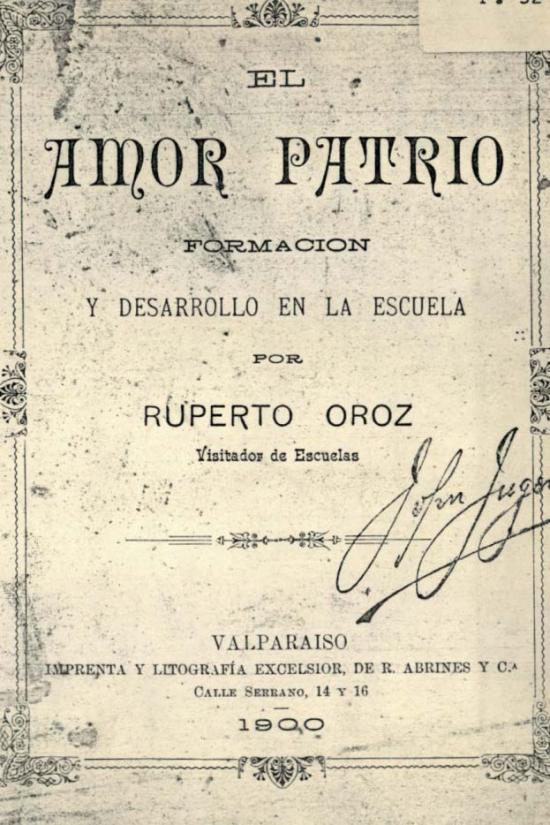 EL
AMOR PATRIO
FORMACION
Y DESARROLLO EN LA ESCUELA
POR
RUPERTO OROZ
Visitador de Escuelas
John
VALPARAISO
IMPRENTA Y LITOGRAFÍA EXCELSIOR, DE R. ABRINES Y C.ª
CALLE SERRANO, 14 Y 16
1900